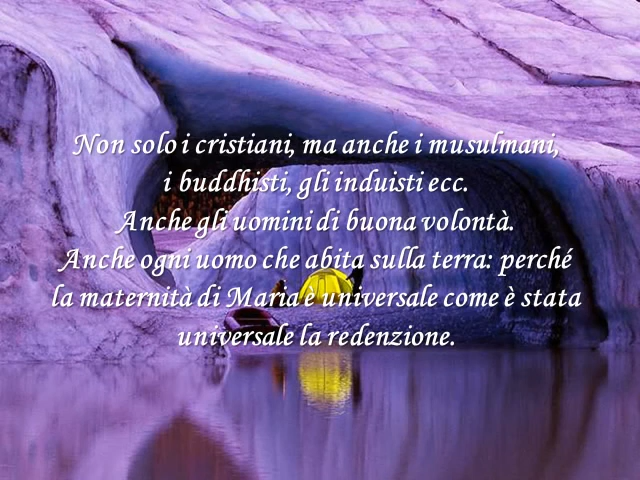 Non solo i cristiani, ma anche i musulmani,
i buddhisti, gli induisti ecc.
Anche gli uomini di buona volontà.
Anche ogni uomo che abita sulla terra: perché
la maternità di Maria è universale come è stata
universale la redenzione.